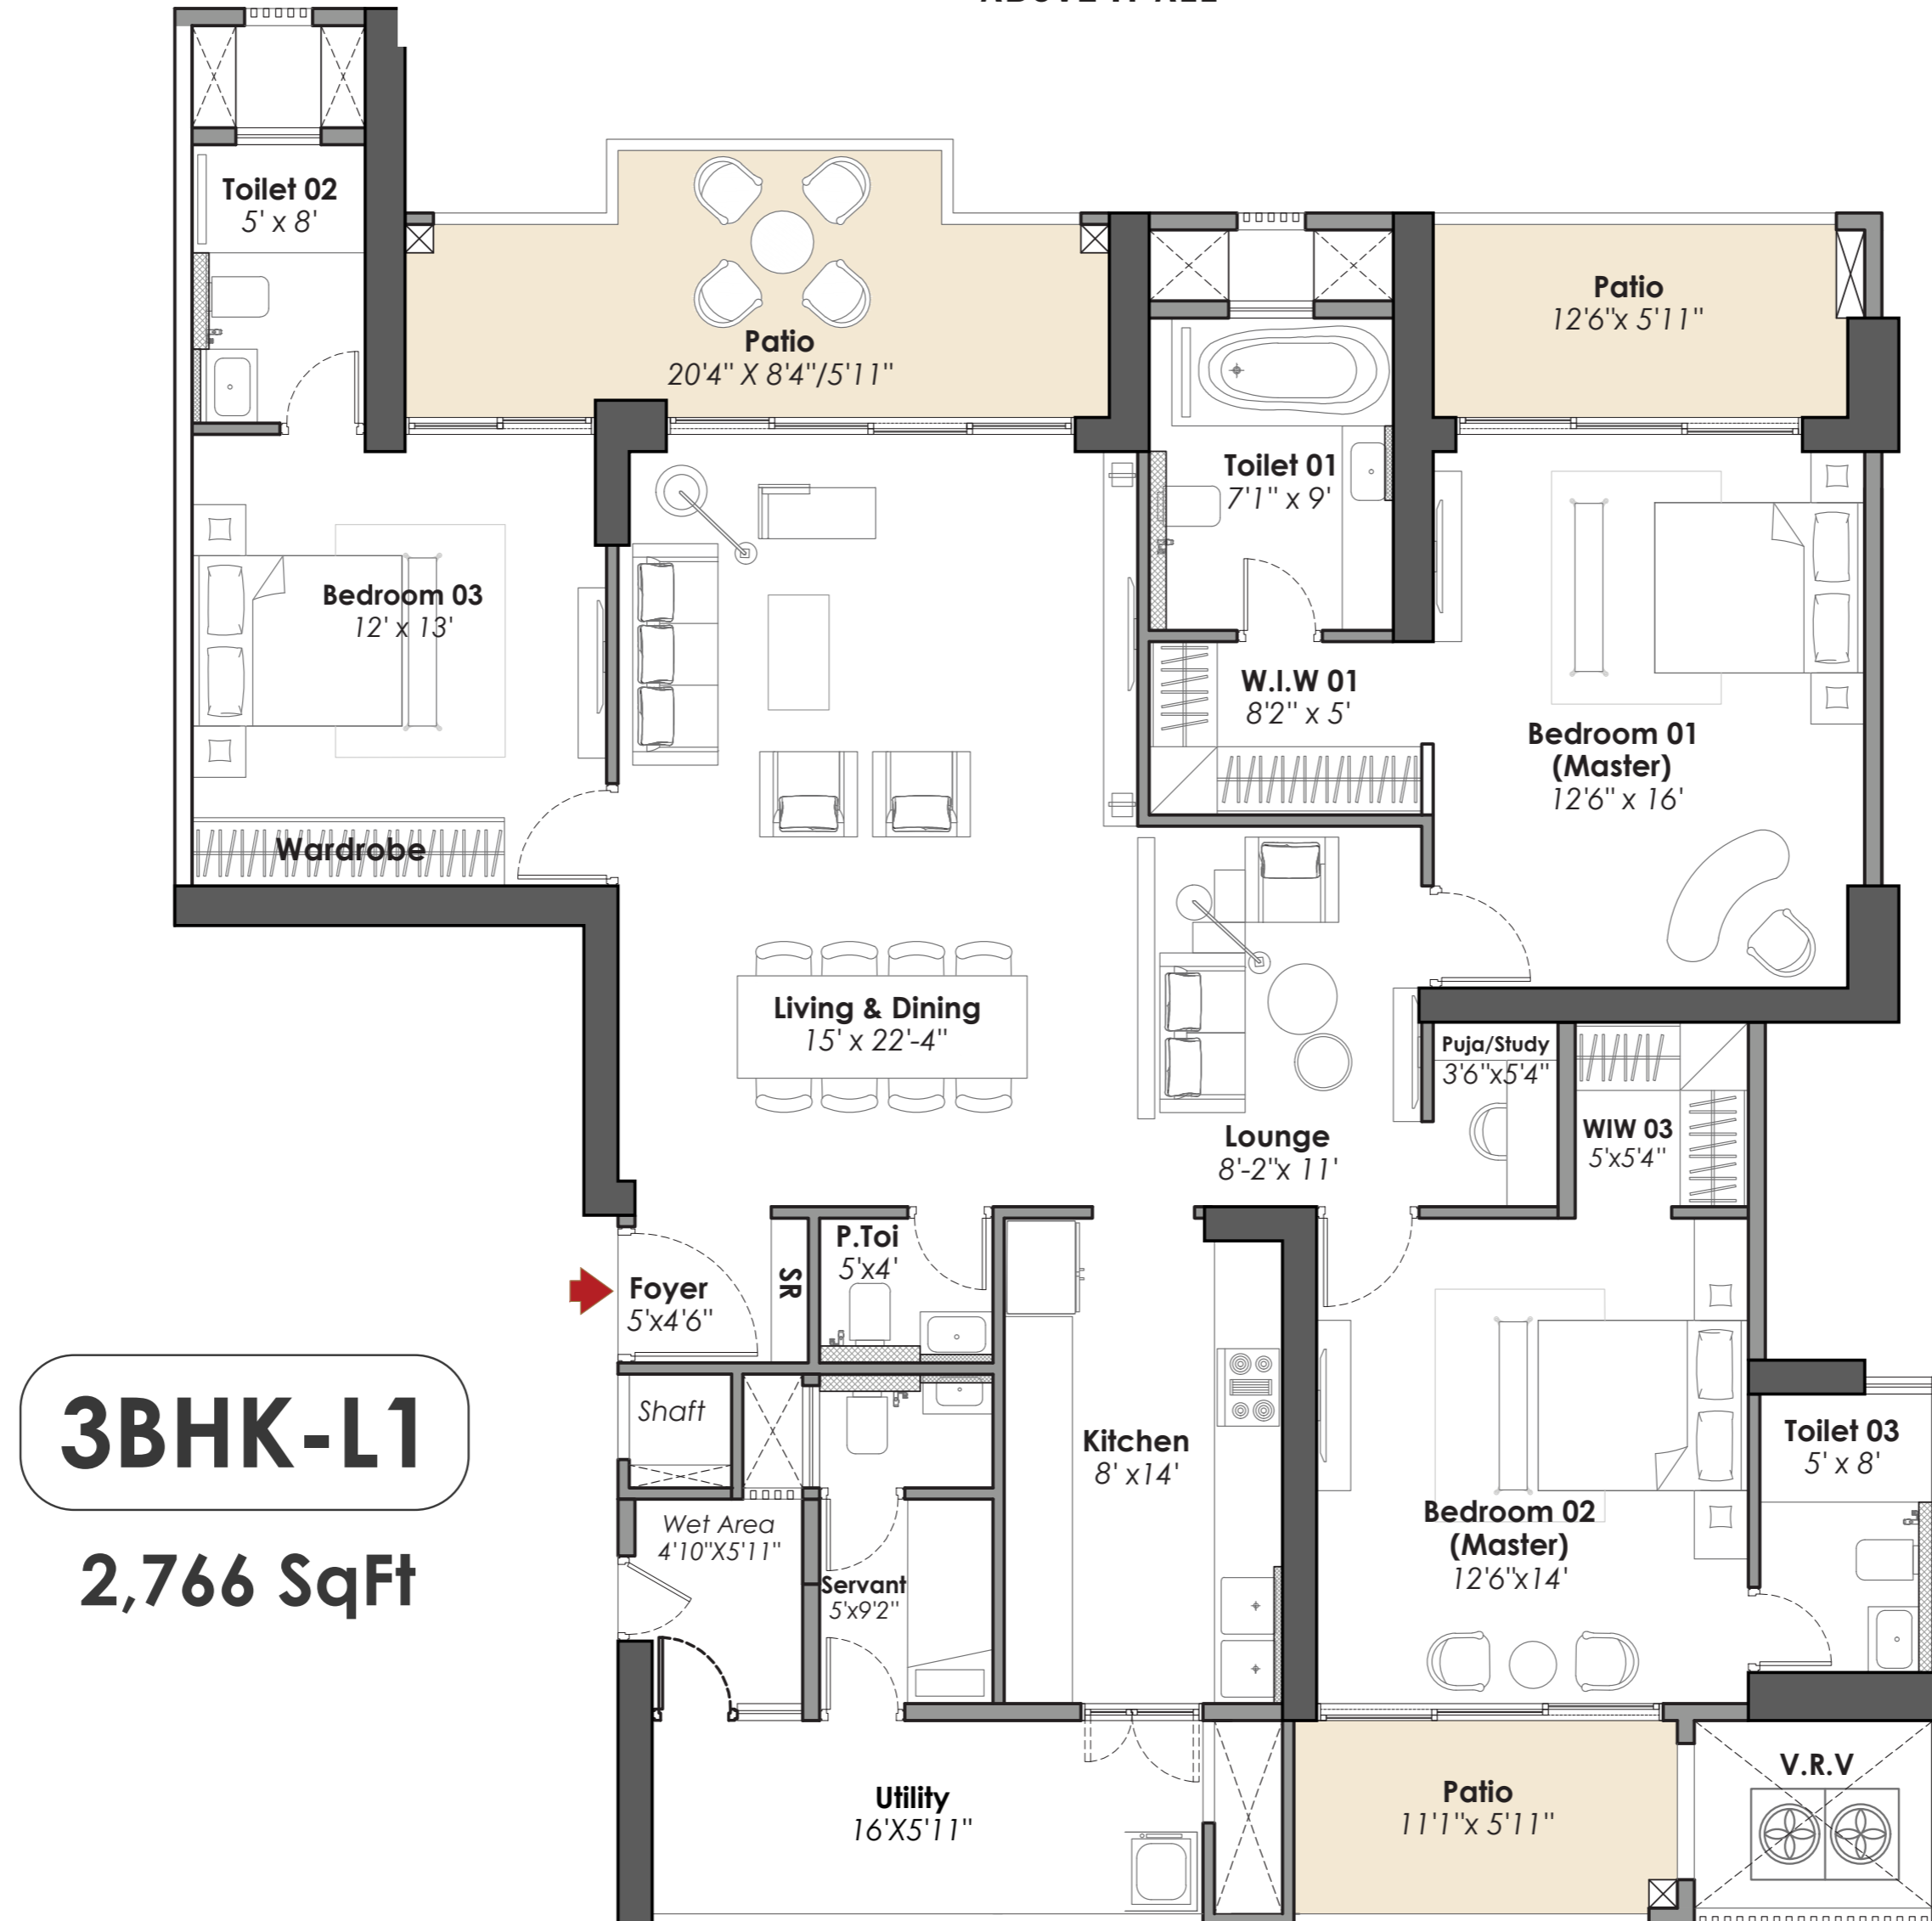 Toilet 02
5' x 8'
Patio
20'4" X 8'4"/5'11"
Patio
12'6"x 5'11"
Toilet 01
7'1" x 9'
Bedroom 03
12' x 13'
W.I.W 01
8'2" x 5'
Bedroom 01
(Master)
12'6" x 16'
Wardrobe
Living & Dining
15' x 22'-4"
Puja/Study
3'6"x5'4"
WIW 03
5'x5'4"
Lounge
8'-2"x 11'
P.Toi
5'x4'
SR
Foyer
5'x4'6"
Shaft
3BHK-L1
2,766 SqFt
Kitchen
8' x14'
Toilet 03
5' x 8'
Wet Area
4'10"X5'11"
Servant
5'x9'2"
Bedroom 02
(Master)
12'6"x14'
Utility
16'X5'11"
Patio
11'1"x 5'11"
V.R.V